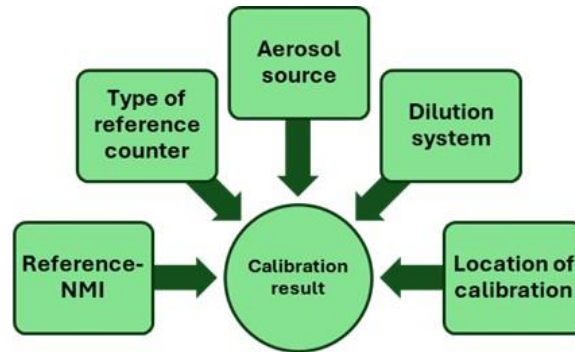 Aerosol
source
Type of
reference
counter
Dilution
system
Reference-
NMI
Calibration
result
Location of
calibration